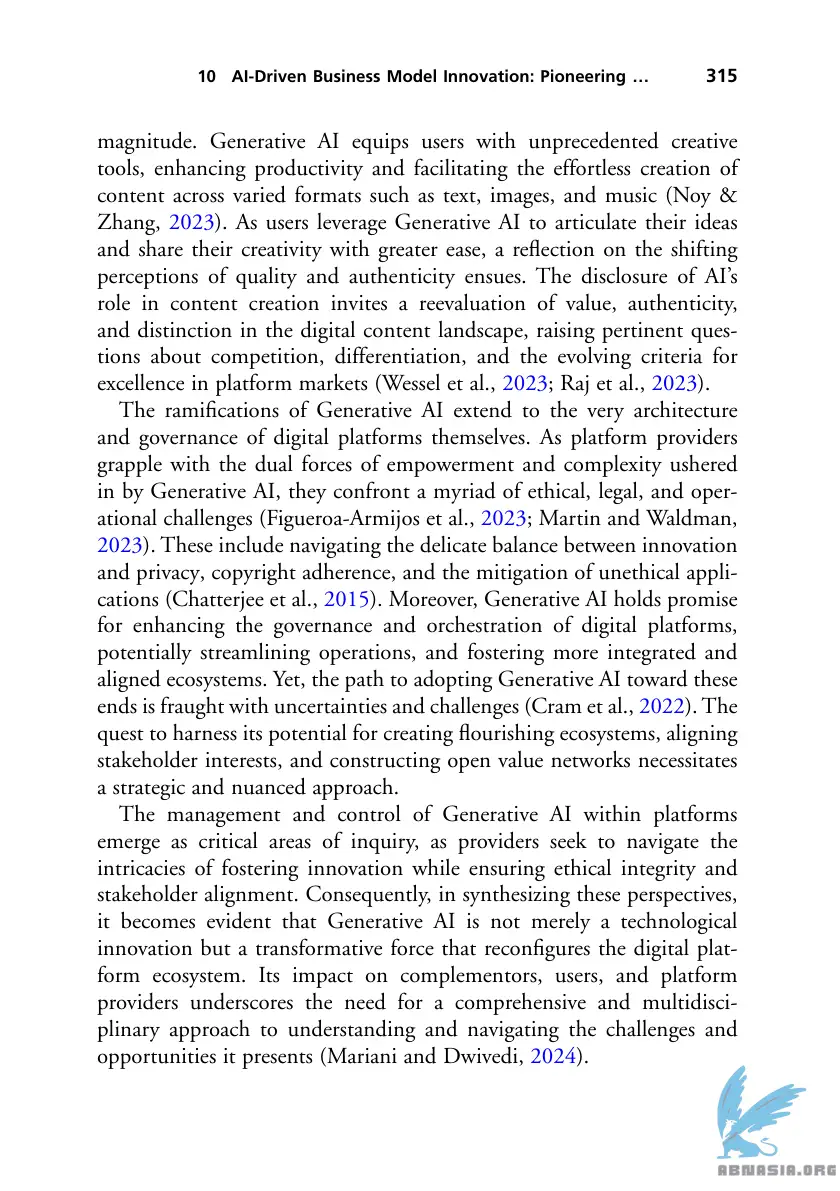 10 AI-Driven Business Model Innovation: Pioneering … 315
magnitude. Generative AI equips users with unprecedented creative
tools, enhancing productivity and facilitating the effortless creation of
content across varied formats such as text, images, and music (Noy &
Zhang, 2023). As users leverage Generative AI to articulate their ideas
and share their creativity with greater ease, a reflection on the shifting
perceptions of quality and authenticity ensues. The disclosure of AI’s
role in content creation invites a reevaluation of value, authenticity,
and distinction in the digital content landscape, raising pertinent ques-
tions about competition, differentiation, and the evolving criteria for
excellence in platform markets (Wessel et al., 2023; Raj et al., 2023).
The ramifications of Generative AI extend to the very architecture
and governance of digital platforms themselves. As platform providers
grapple with the dual forces of empowerment and complexity ushered
in by Generative AI, they confront a myriad of ethical, legal, and oper-
ational challenges (Figueroa-Armijos et al., 2023; Martin and Waldman,
2023). These include navigating the delicate balance between innovation
and privacy, copyright adherence, and the mitigation of unethical appli-
cations (Chatterjee et al., 2015). Moreover, Generative AI holds promise
for enhancing the governance and orchestration of digital platforms,
potentially streamlining operations, and fostering more integrated and
aligned ecosystems. Yet, the path to adopting Generative AI toward these
ends is fraught with uncertainties and challenges (Cram et al., 2022). The
quest to harness its potential for creating flourishing ecosystems, aligning
stakeholder interests, and constructing open value networks necessitates
a strategic and nuanced approach.
The management and control of Generative AI within platforms
emerge as critical areas of inquiry, as providers seek to navigate the
intricacies of fostering innovation while ensuring ethical integrity and
stakeholder alignment. Consequently, in synthesizing these perspectives,
it becomes evident that Generative AI is not merely a technological
innovation but a transformative force that reconfigures the digital plat-
form ecosystem. Its impact on complementors, users, and platform
providers underscores the need for a comprehensive and multidisci-
plinary approach to understanding and navigating the challenges and
opportunities it presents (Mariani and Dwivedi, 2024).
ABNASIA.ORG